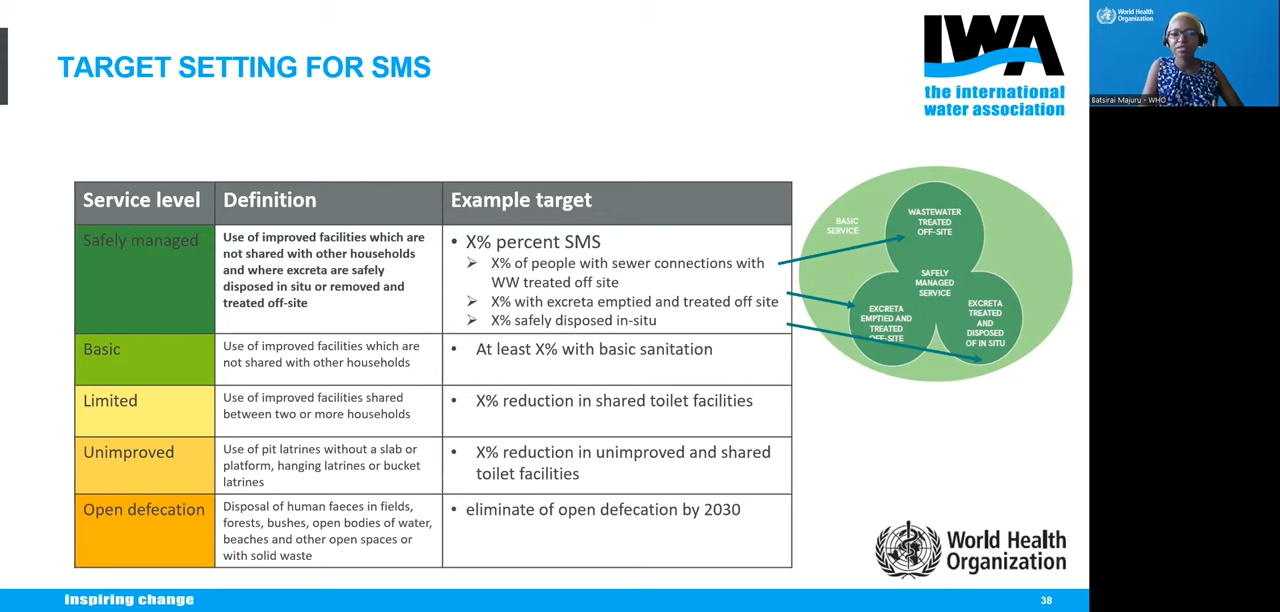 TARGET SETTING FOR SMS
IWA
the international
water association
World Health
Organization
Batsirai Majuru - WHO
Service level
Definition
Example target
Safely managed
Use of improved facilities which are
not shared with other households
and where excreta are safely
disposed in situ or removed and
treated off-site
• X% percent SMS
➢ X% of people with sewer connections with
WW treated off site
➢ X% with excreta emptied and treated off site
➢ X% safely disposed in-situ
Basic
Use of improved facilities which are
not shared with other households
• At least X% with basic sanitation
Limited
Use of improved facilities shared
between two or more households
• X% reduction in shared toilet facilities
Unimproved
Use of pit latrines without a slab or
platform, hanging latrines or bucket
latrines
• X% reduction in unimproved and shared
toilet facilities
Open defecation
Disposal of human faeces in fields,
forests, bushes, open bodies of water,
beaches and other open spaces or
with solid waste
• eliminate of open defecation by 2030
BASIC
SERVICE
WASTEWATER
TREATED
OFF-SITE
SAFELY
MANAGED
SERVICE
EXCRETA
EMPTIED AND
TREATED
OFF-SITE
EXCRETA
TREATED
AND
DISPOSED
OF IN SITU
World Health
Organization
inspiring change
38